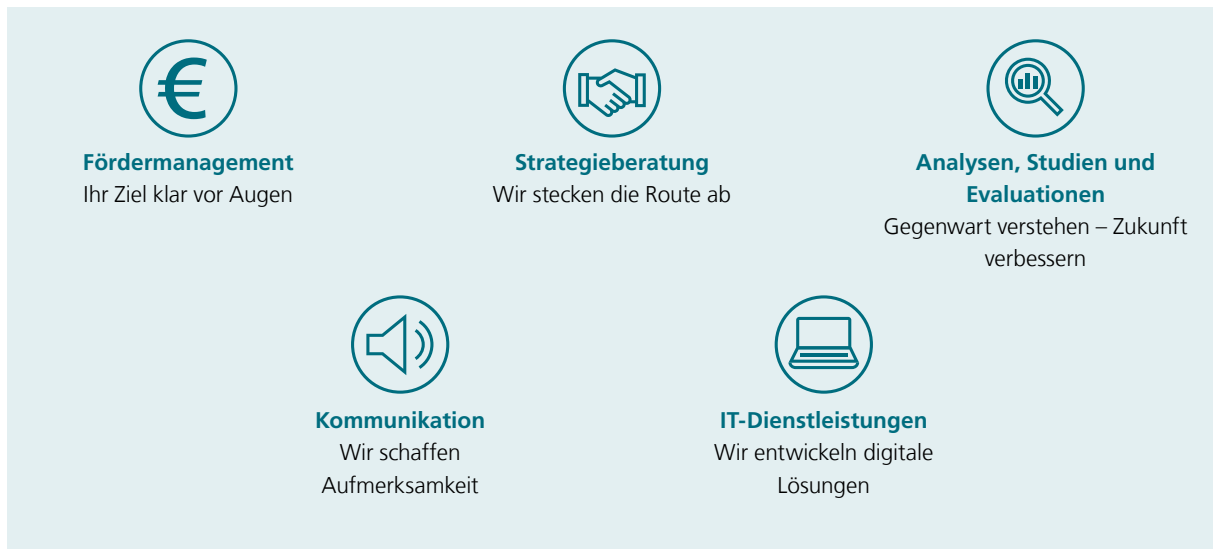 €
Fördermanagement
Ihr Ziel klar vor Augen
Strategieberatung
Wir stecken die Route ab
Analysen, Studien und
Evaluationen
Gegenwart verstehen – Zukunft
verbessern
Kommunikation
Wir schaffen
Aufmerksamkeit
IT-Dienstleistungen
Wir entwickeln digitale
Lösungen